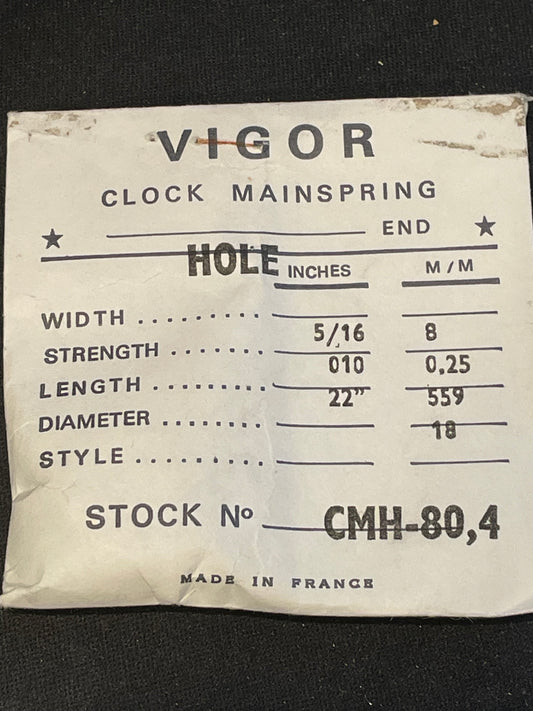 VIGOR
CLOCK MAINSPRING
★ __________ END ★
HOLE INCHES M/M
WIDTH ......... 5/16 8
STRENGTH ....... 010 0,25
LENGTH ......... 22" 559
DIAMETER ........ 18
STYLE ..........
STOCK Nº CMH-80,4
MADE IN FRANCE